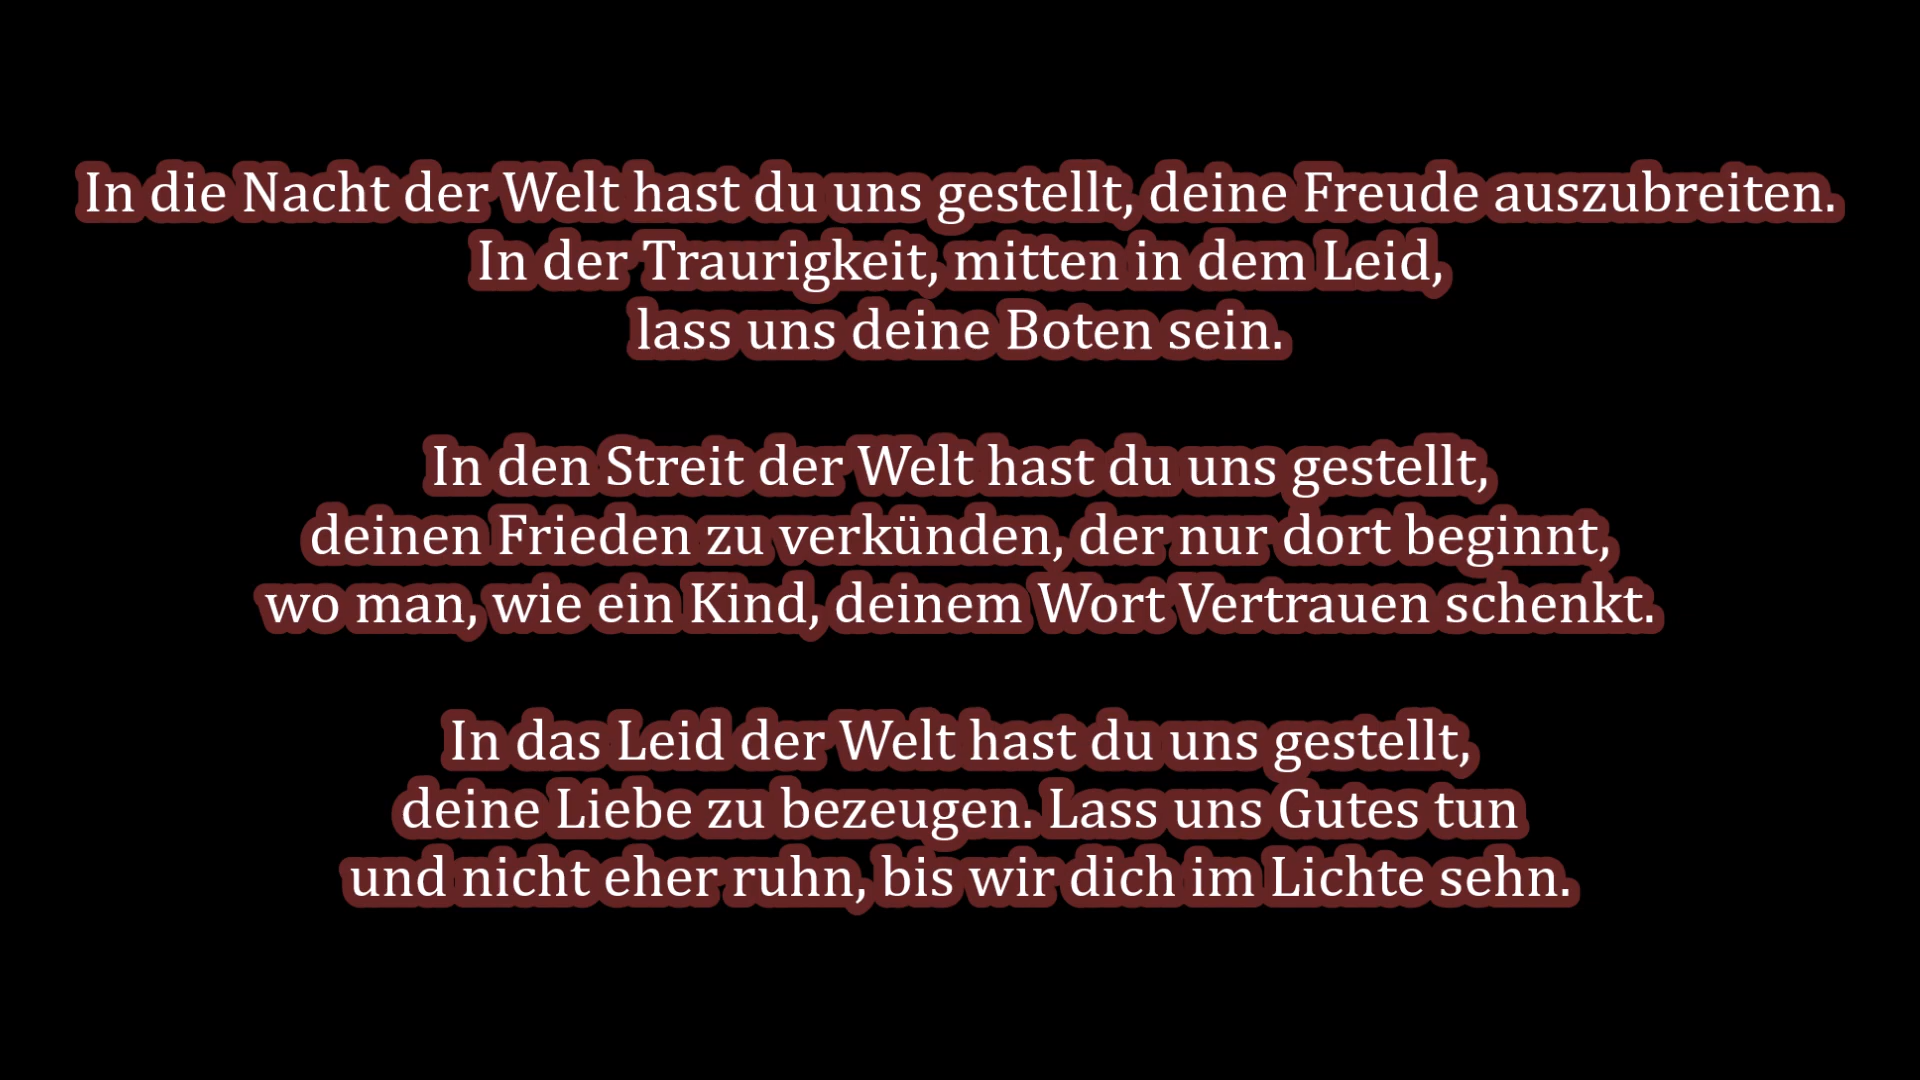 In die Nacht der Welt hast du uns gestellt, deine Freude auszubreiten.
In der Traurigkeit, mitten in dem Leid,
lass uns deine Boten sein.
In den Streit der Welt hast du uns gestellt,
deinen Frieden zu verkünden, der nur dort beginnt,
wo man, wie ein Kind, deinem Wort Vertrauen schenkt.
In das Leid der Welt hast du uns gestellt,
deine Liebe zu bezeugen. Lass uns Gutes tun
und nicht eher ruhn, bis wir dich im Lichte sehn.